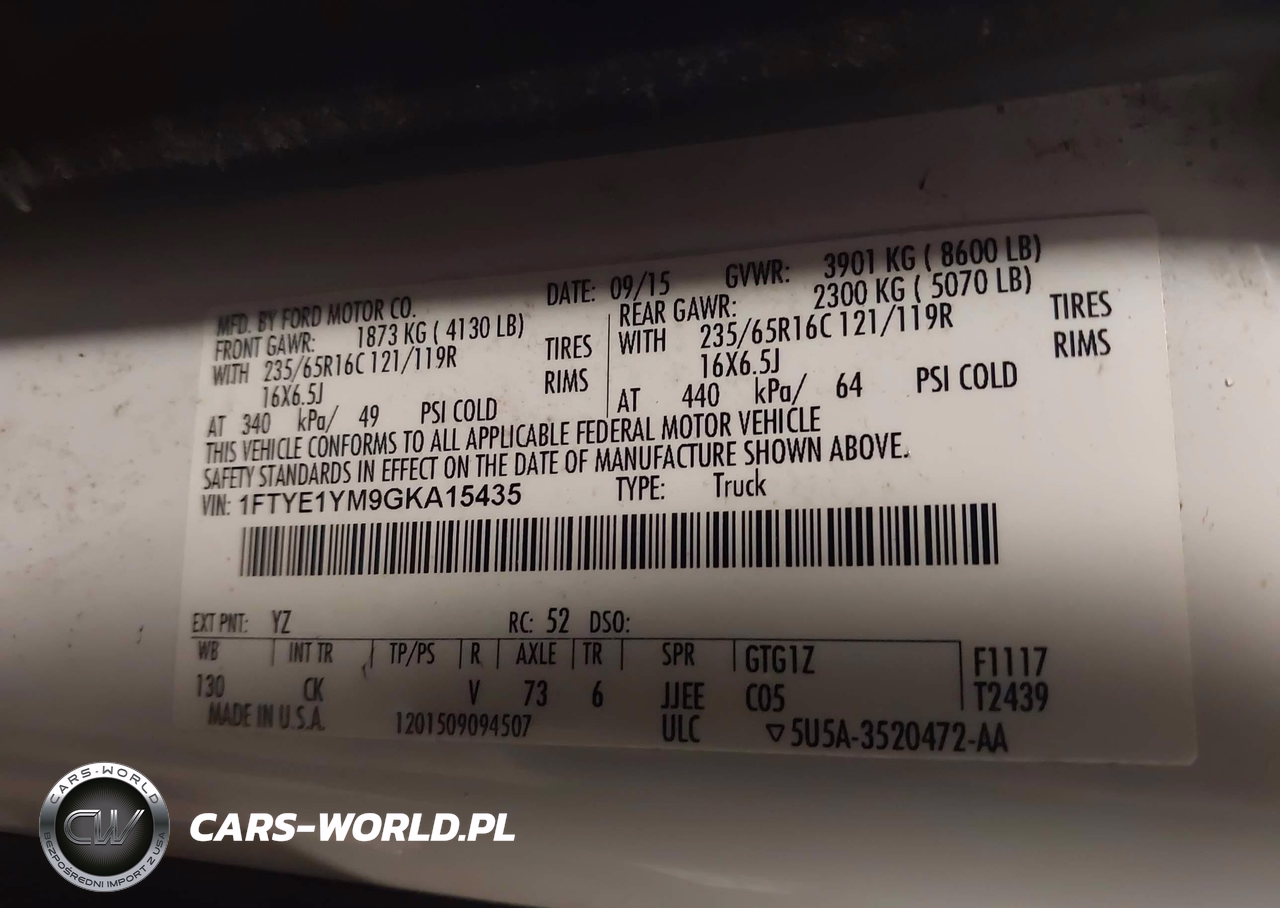 MFD. BY FORD MOTOR CO. DATE: 09/15 GVWR: 3901 KG ( 8600 LB)
FRONT GAWR: 1873 KG ( 4130 LB) REAR GAWR: 2300 KG ( 5070 LB)
WITH 235/65R16C 121/119R TIRES WITH 235/65R16C 121/119R TIRES
16X6.5J RIMS 16X6.5J RIMS
AT 340 kPa/ 49 PSI COLD AT 440 kPa/ 64 PSI COLD
THIS VEHICLE CONFORMS TO ALL APPLICABLE FEDERAL MOTOR VEHICLE
SAFETY STANDARDS IN EFFECT ON THE DATE OF MANUFACTURE SHOWN ABOVE.
VIN: 1FTYE1YM9GKA15435 TYPE: Truck
EXT PNT: YZ RC: 52 DSO:
WB INT TR TP/PS R AXLE TR SPR GTG1Z F1117
130 CK V 73 6 JJEE C05 T2439
MADE IN U.S.A. 1201509094507 ULC ▽5U5A-3520472-AA
CARS-WORLD
CW
BEZPOŚREDNI IMPORT Z USA
CARS-WORLD.PL